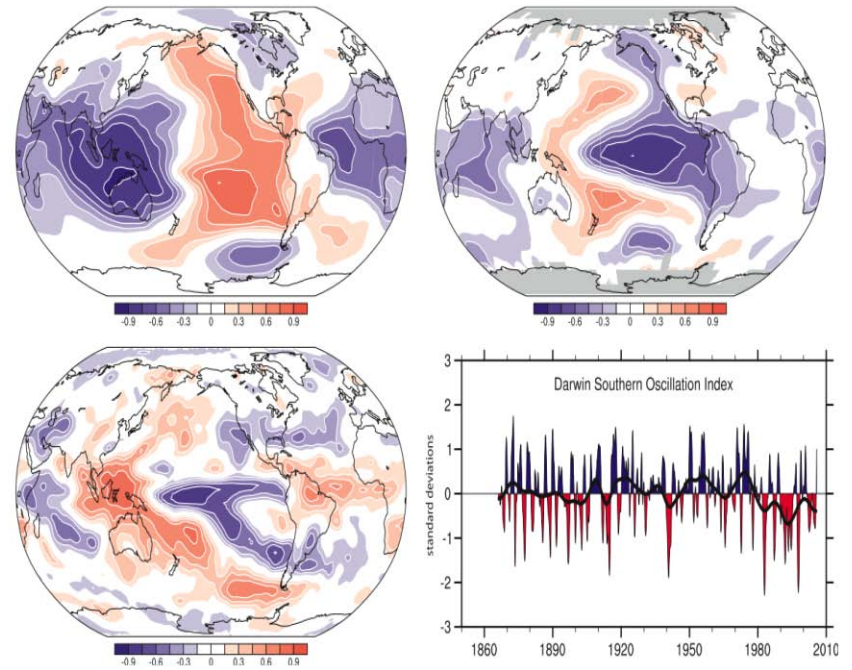 -0.9 -0.6 -0.3 0 0.3 0.6 0.9
-0.9 -0.6 -0.3 0 0.3 0.6 0.9
-0.9 -0.6 -0.3 0 0.3 0.6 0.9
Darwin Southern Oscillation Index
standard deviations
3
2
1
0
-1
-2
-3
1860 1890 1920 1950 1980 2010